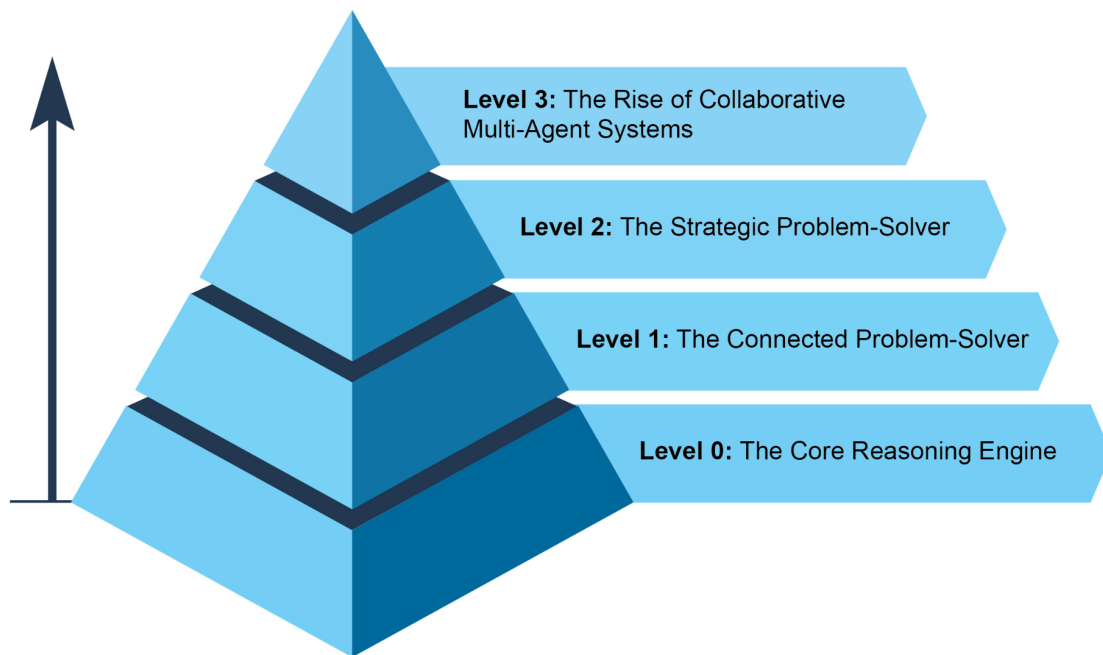 Level 3: The Rise of Collaborative
Multi-Agent Systems
Level 2: The Strategic Problem-Solver
Level 1: The Connected Problem-Solver
Level 0: The Core Reasoning Engine